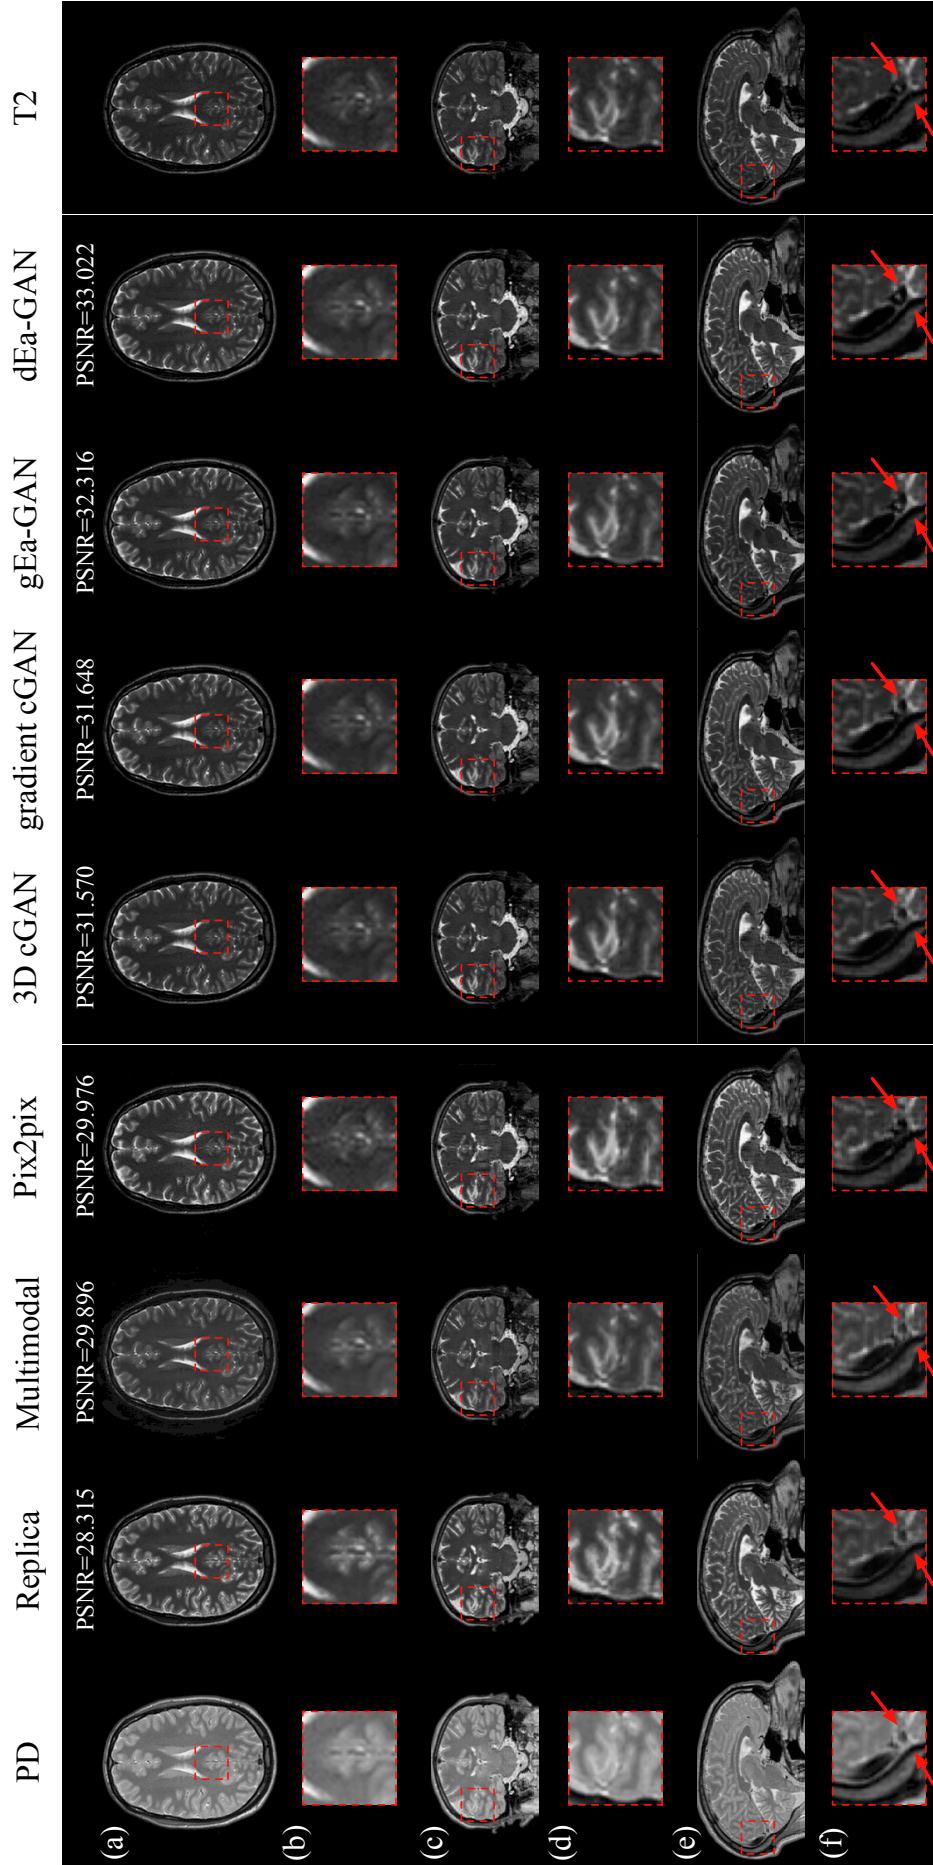 PD
Replica
Multimodal
Pix2pix
3D cGAN
gradient cGAN
gEa-GAN
dEa-GAN
T2
PSNR=28.315
PSNR=29.896
PSNR=29.976
PSNR=31.570
PSNR=31.648
PSNR=32.316
PSNR=33.022
(a)
(b)
(c)
(d)
(e)
(f)